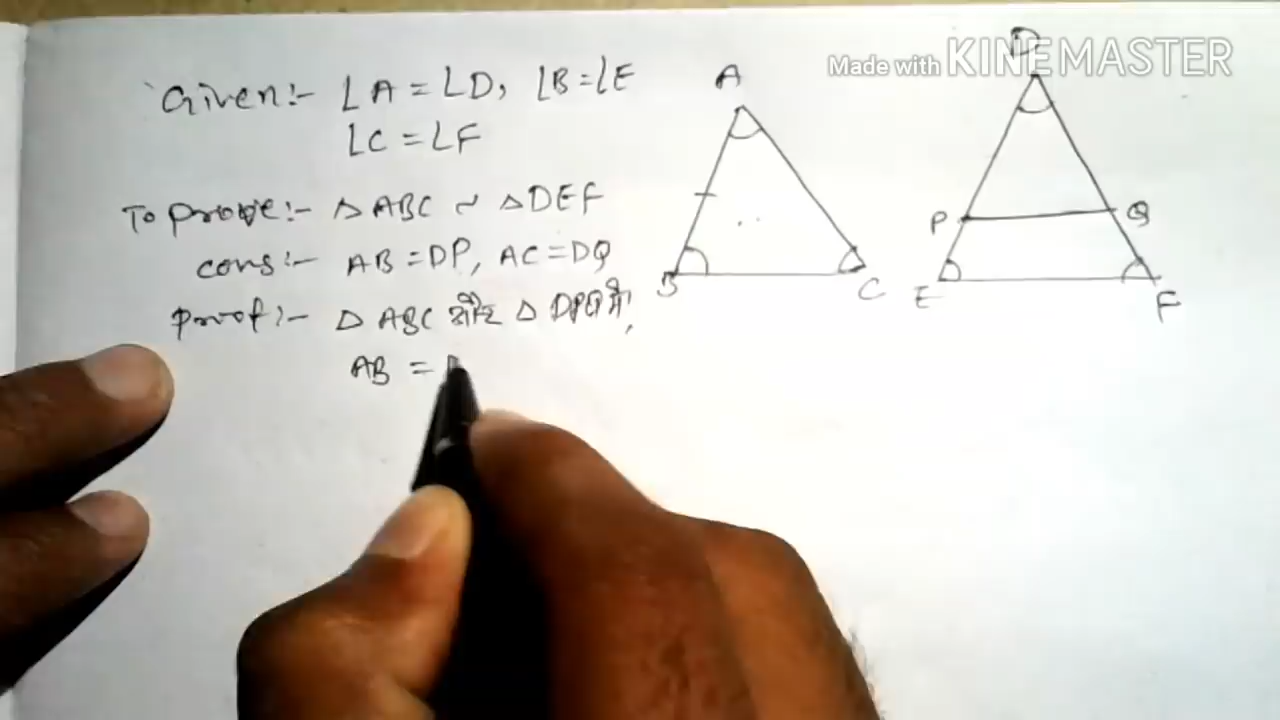 Given:- ∠A = ∠D, ∠B = ∠E
∠C = ∠F
To prove:- △ABC ~ △DEF
Cons:- AB = DP, AC = DQ
Proof:- △ABC और △DPQ में,
AB =
A
B
C
D
P
Q
E
F
Made with KINEMASTER